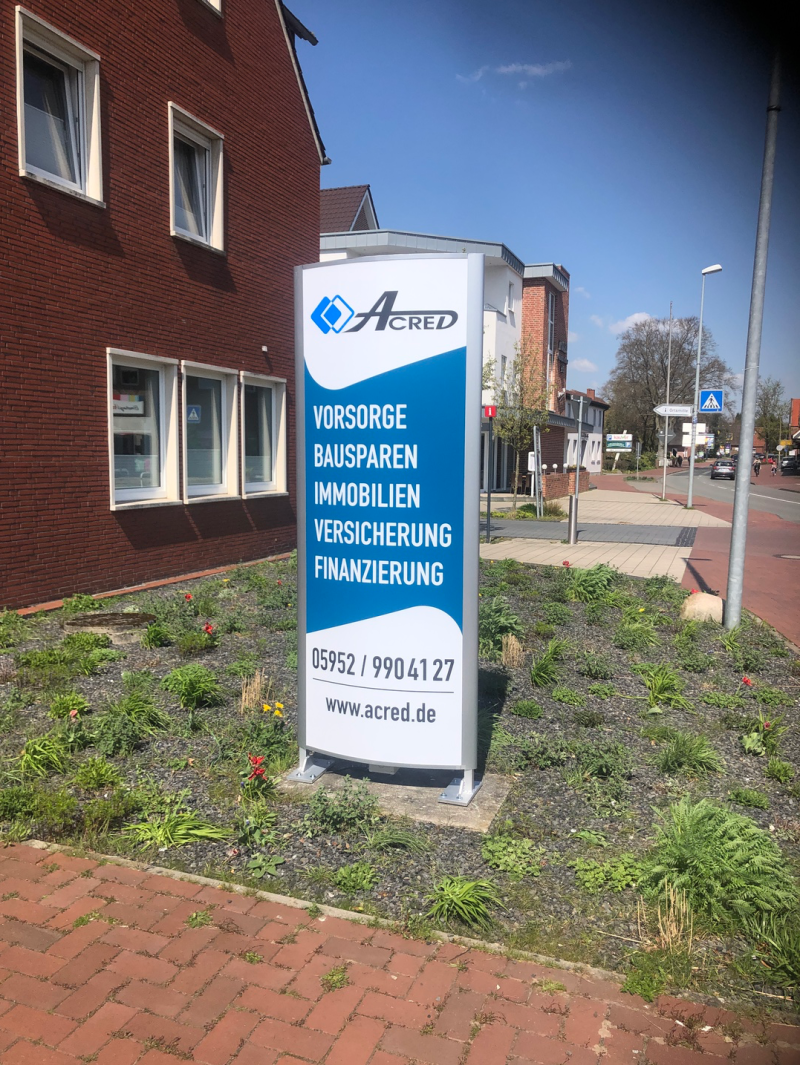 ACRED
VORSORGE
BAUSPAREN
IMMOBILIEN
VERSICHERUNG
FINANZIERUNG
05952 / 990 41 27
www.acred.de